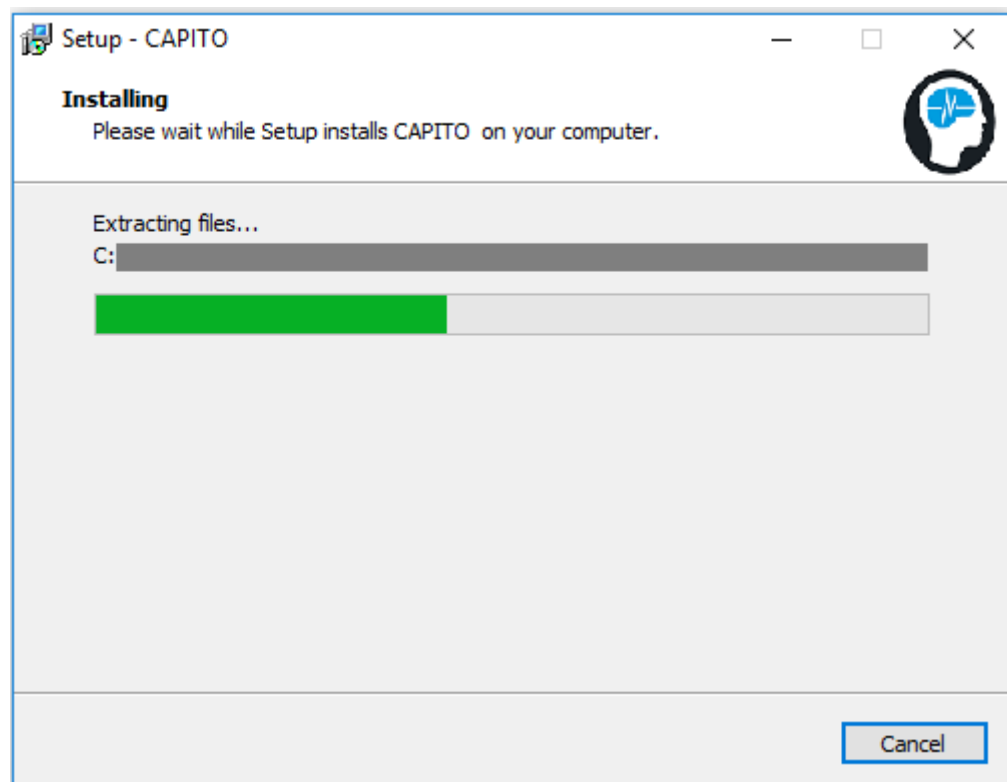 Setup - CAPITO
Installing
Please wait while Setup installs CAPITO  on your computer.
Extracting files...
C:
Cancel